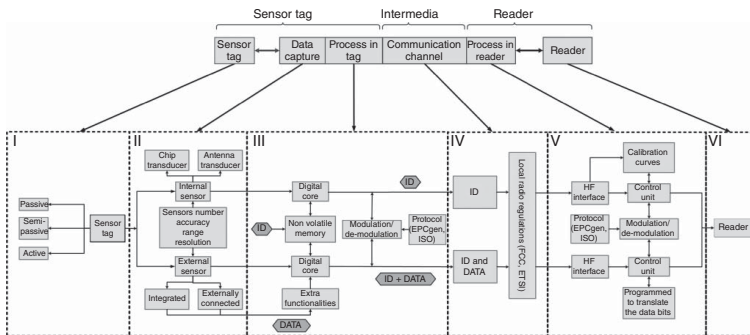 Sensor tag
Intermedia
Reader
Sensor
tag
Data
capture
Process in
tag
Communication
channel
Process in
reader
Reader
I
II
III
IV
V
VI
Passive
Semi-
passive
Active
Sensor
tag
Chip
transducer
Antenna
transducer
Internal
sensor
Sensors number
accuracy
range
resolution
External
sensor
Integrated
Externally
connected
DATA
ID
Digital
core
Non volatile
memory
Digital
core
Extra
functionalities
ID
Modulation/
de-modulation
Protocol
(EPCgen,
ISO)
ID + DATA
ID
ID and
DATA
Local radio regulations (FCC, ETSI)
Calibration
curves
HF
interface
Control
unit
Protocol
(EPCgen,
ISO)
Modulation/
de-modulation
HF
interface
Control
unit
Programmed
to translate
the data bits
Reader